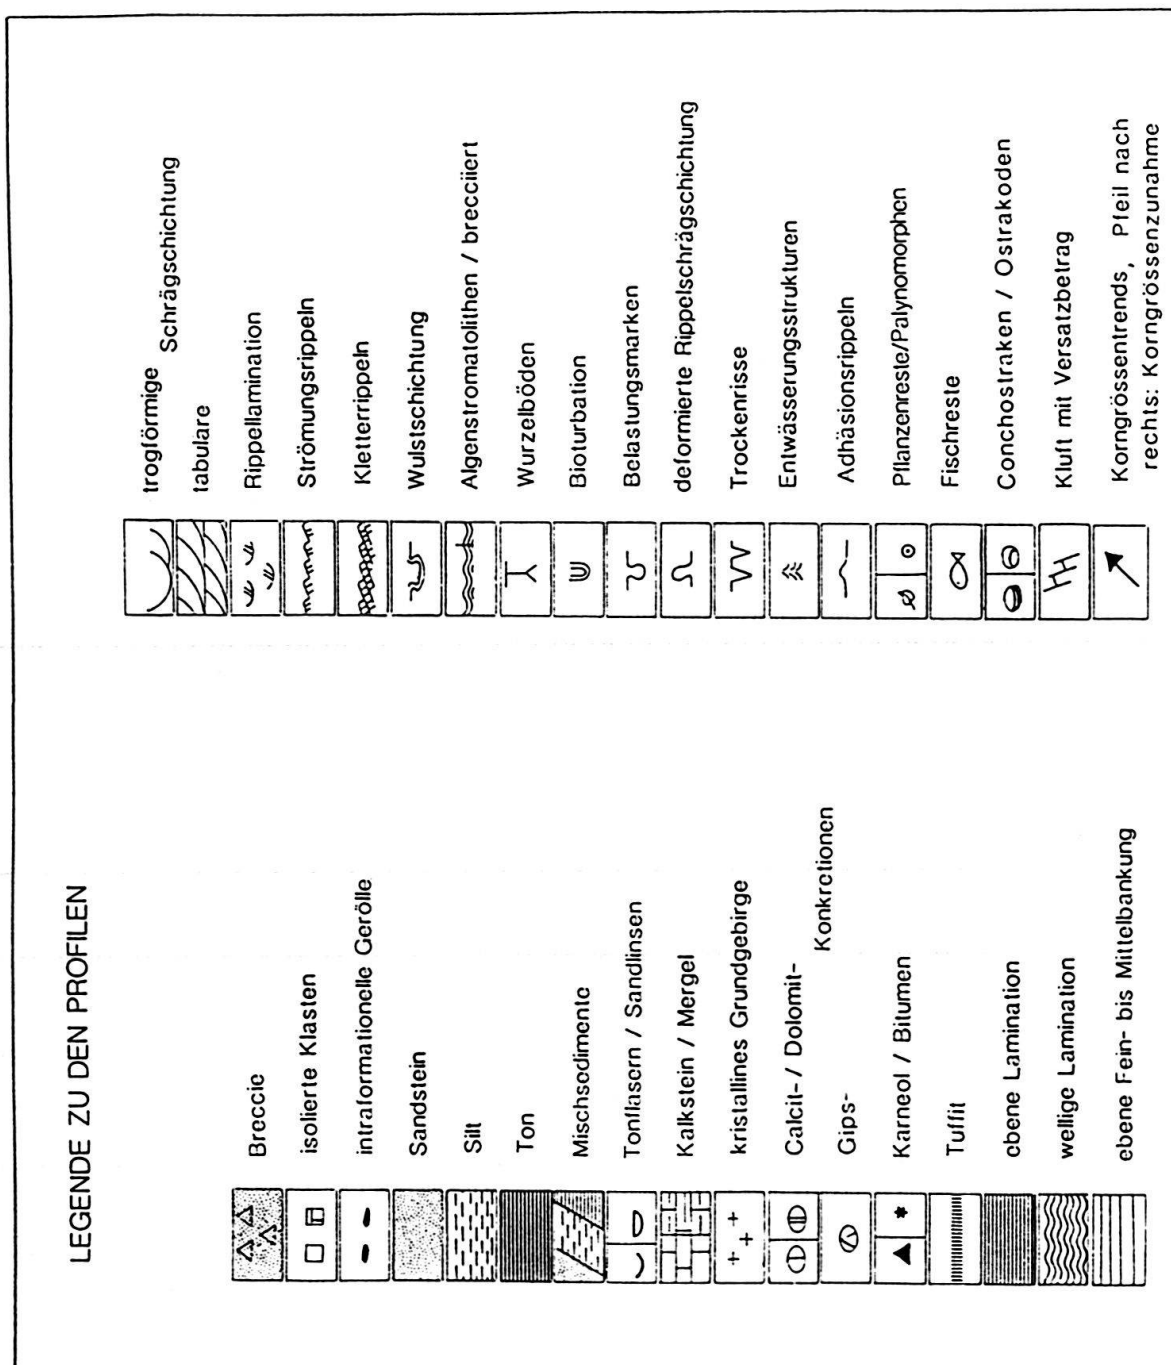 LEGENDE ZU DEN PROFILEN
Breccie
isolierte Klasten
intraformationelle Gerölle
Sandstein
Silt
Ton
Mischsedimente
Tonflasern / Sandlinsen
Kalkstein / Mergel
kristallines Grundgebirge
Calcit- / Dolomit-
Konkretionen
Gips-
Karneol / Bitumen
Tuffit
ebene Lamination
wellige Lamination
ebene Fein- bis Mittelbankung
trogförmige
Schrägschichtung
tabulare
Rippellamination
Strömungsrippeln
Kletterrippeln
Wulstschichtung
Algenstromatolithen / brecciiert
Wurzelböden
Bioturbation
Belastungsmarken
deformierte Rippelschrägschichtung
Trockenrisse
Entwässerungsstrukturen
Adhäsionsrippeln
Pflanzenreste/Palynomorphen
Fischreste
Conchostraken / Ostrakoden
Kluft mit Versatzbetrag
Korngrössentrends, Pfeil nach
rechts: Korngrössenzunahme